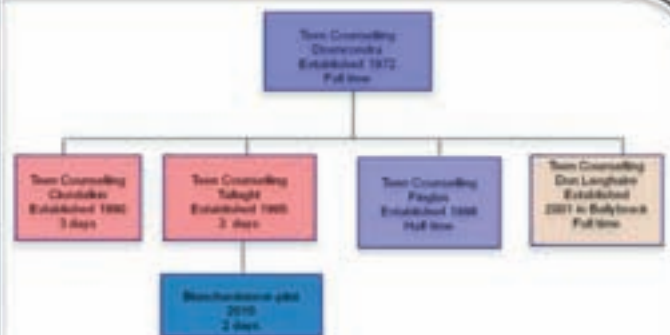 Teen Counselling
Drumcondra
Established 1972
Full time
Teen Counselling
Clondalkin
Established
3 days
Teen Counselling
Tallaght
Established
3 days
Teen Counselling
Finglas
Established
Half time
Teen Counselling
Dun Laoghaire
Established
2001 in Ballybrack
Full time
Blanchardstown pilot
2010
2 days